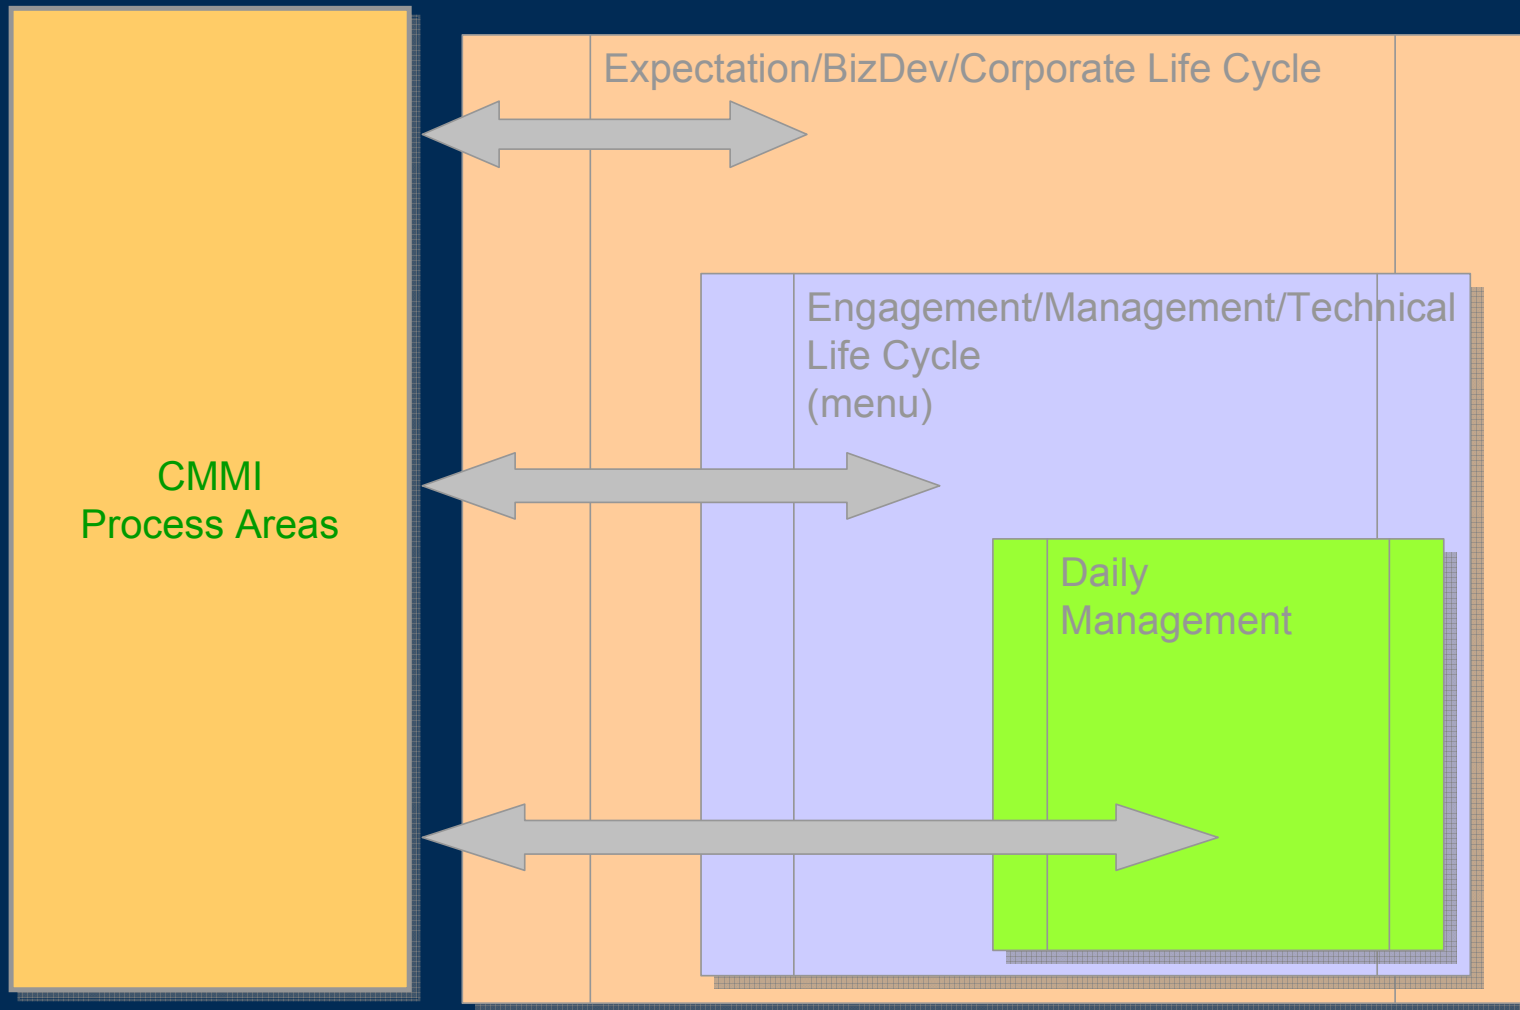 Expectation/BizDev/Corporate Life Cycle
Engagement/Management/Technical
Life Cycle
(menu)
CMMI
Process Areas
Daily
Management